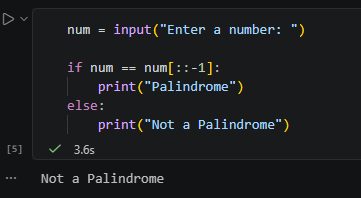 num = input("Enter a number: ")
if num == num[::-1]:
    print("Palindrome")
else:
    print("Not a Palindrome")
[5]
3.6s
Not a Palindrome